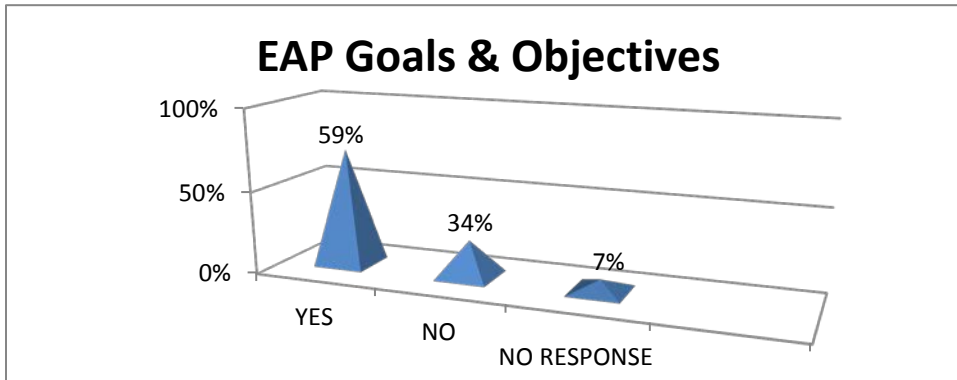 EAP Goals & Objectives
100%
50%
0%
59%
34%
7%
YES
NO
NO RESPONSE